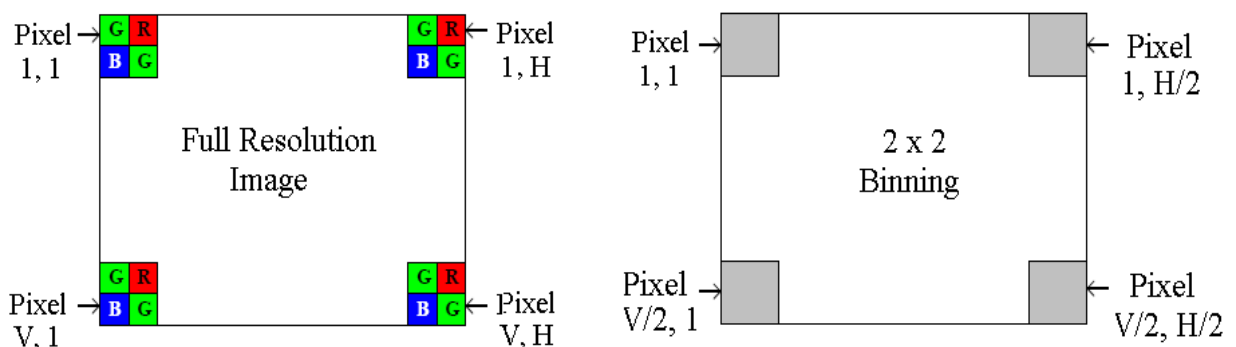 G R
B G
Pixel
1, 1
G R
B G
Pixel
1, H
Full Resolution
Image
G R
B G
Pixel
V, 1
G R
B G
Pixel
V, H
Pixel
1, 1
Pixel
1, H/2
2 x 2
Binning
Pixel
V/2, 1
Pixel
V/2, H/2